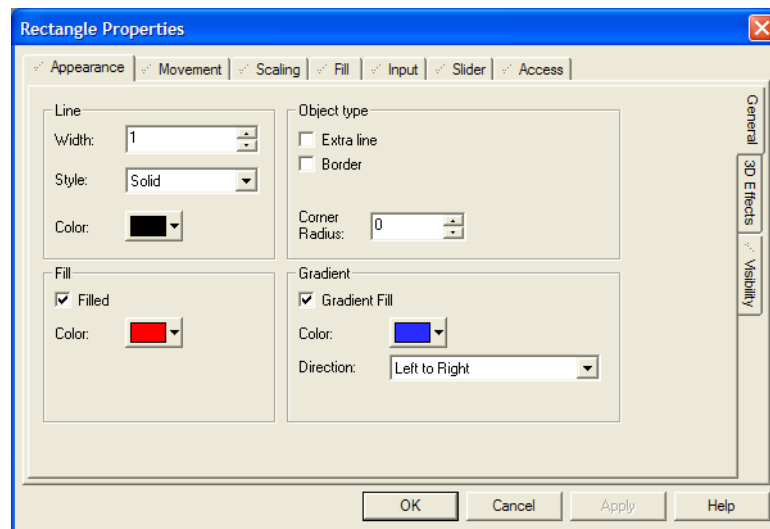 Rectangle Properties
Appearance Movement Scaling Fill Input Slider Access
General
3D Effects
Visibility
Line
Width: 1
Style: Solid
Color:
Object type
Extra line
Border
Corner
Radius: 0
Fill
Filled
Color:
Gradient
Gradient Fill
Color:
Direction: Left to Right
OK Cancel Apply Help